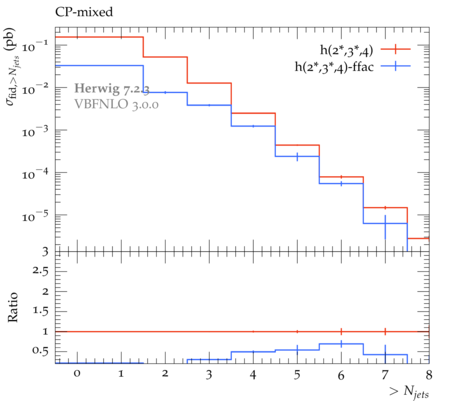 CP-mixed
σfid,>Njets (pb)
10⁻¹
10⁻²
10⁻³
10⁻⁴
10⁻⁵
h(2*,3*,4)
h(2*,3*,4)-ffac
Herwig 7.2.3
VBFNLO 3.0.0
Ratio
3
2.5
2
1.5
1
0.5
0 1 2 3 4 5 6 7 8
> Njets